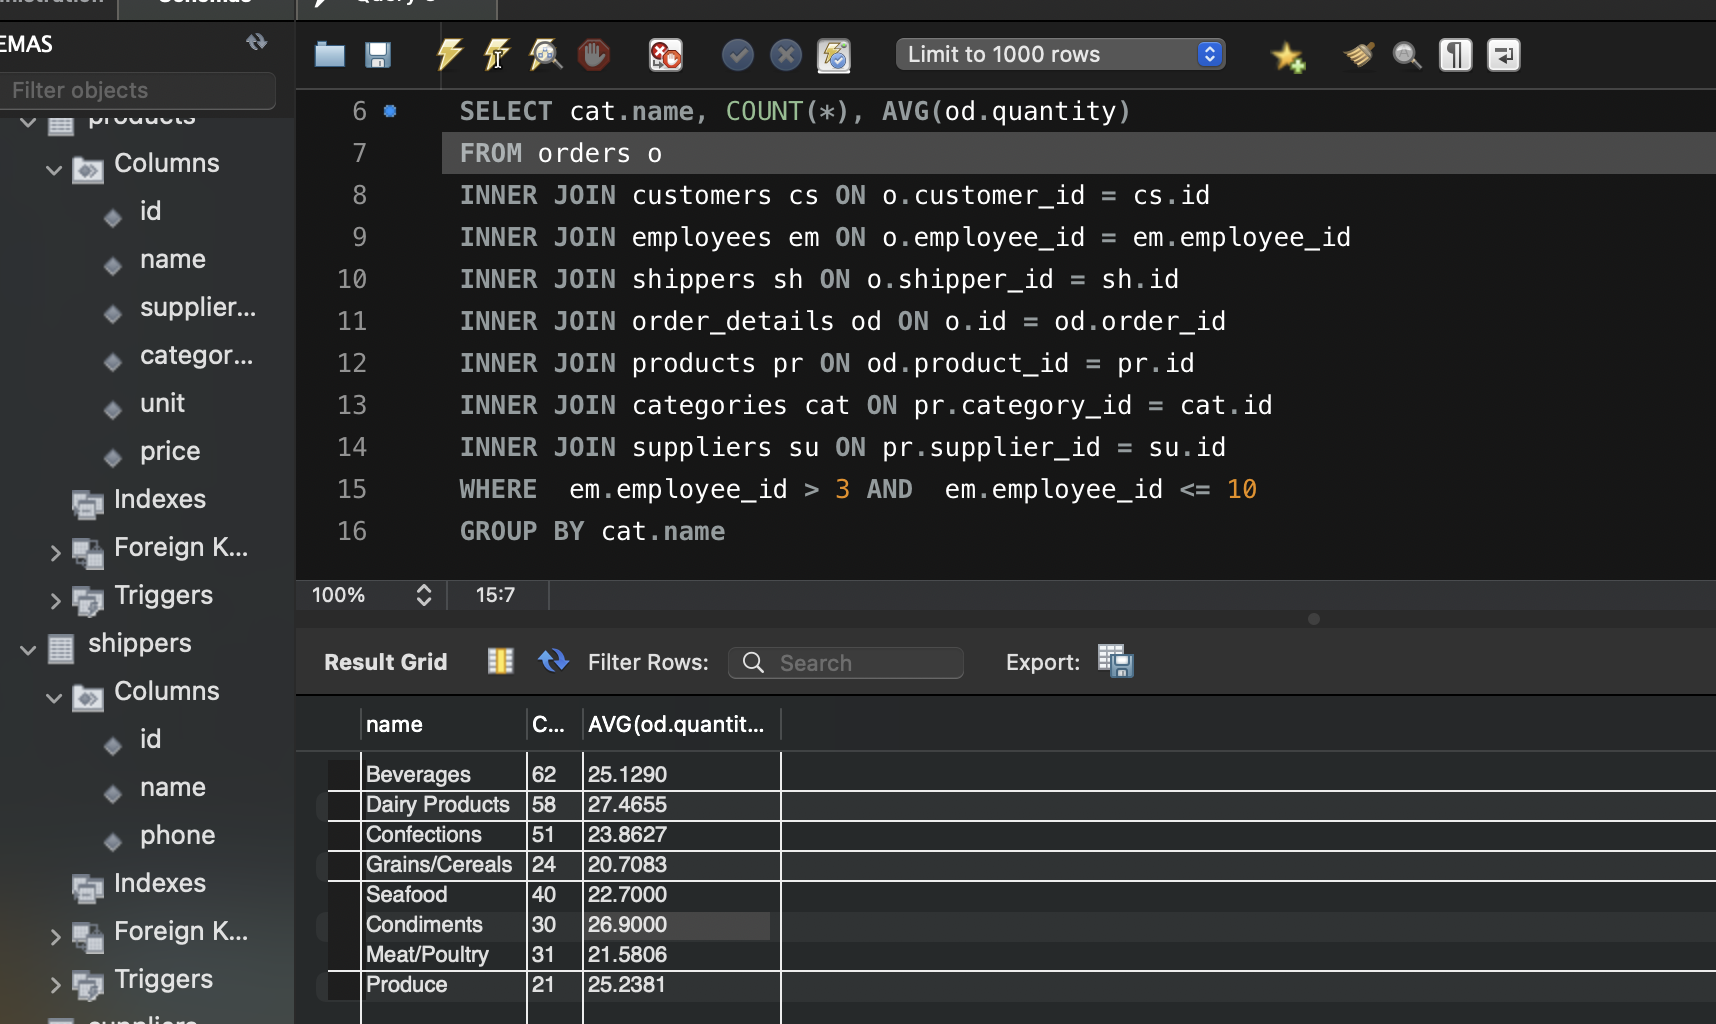 Schemas
Query
EMAS
Filter objects
products
Columns
id
name
supplier...
categor...
unit
price
Indexes
Foreign K...
Triggers
shippers
Columns
id
name
phone
Indexes
Foreign K...
Triggers
suppliers
Limit to 1000 rows
6 SELECT cat.name, COUNT(*), AVG(od.quantity)
7 FROM orders o
8 INNER JOIN customers cs ON o.customer_id = cs.id
9 INNER JOIN employees em ON o.employee_id = em.employee_id
10 INNER JOIN shippers sh ON o.shipper_id = sh.id
11 INNER JOIN order_details od ON o.id = od.order_id
12 INNER JOIN products pr ON od.product_id = pr.id
13 INNER JOIN categories cat ON pr.category_id = cat.id
14 INNER JOIN suppliers su ON pr.supplier_id = su.id
15 WHERE  em.employee_id > 3 AND  em.employee_id <= 10
16 GROUP BY cat.name
100% 15:7
Result Grid Filter Rows: Search Export:
name C... AVG(od.quantit...
Beverages 62 25.1290
Dairy Products 58 27.4655
Confections 51 23.8627
Grains/Cereals 24 20.7083
Seafood 40 22.7000
Condiments 30 26.9000
Meat/Poultry 31 21.5806
Produce 21 25.2381